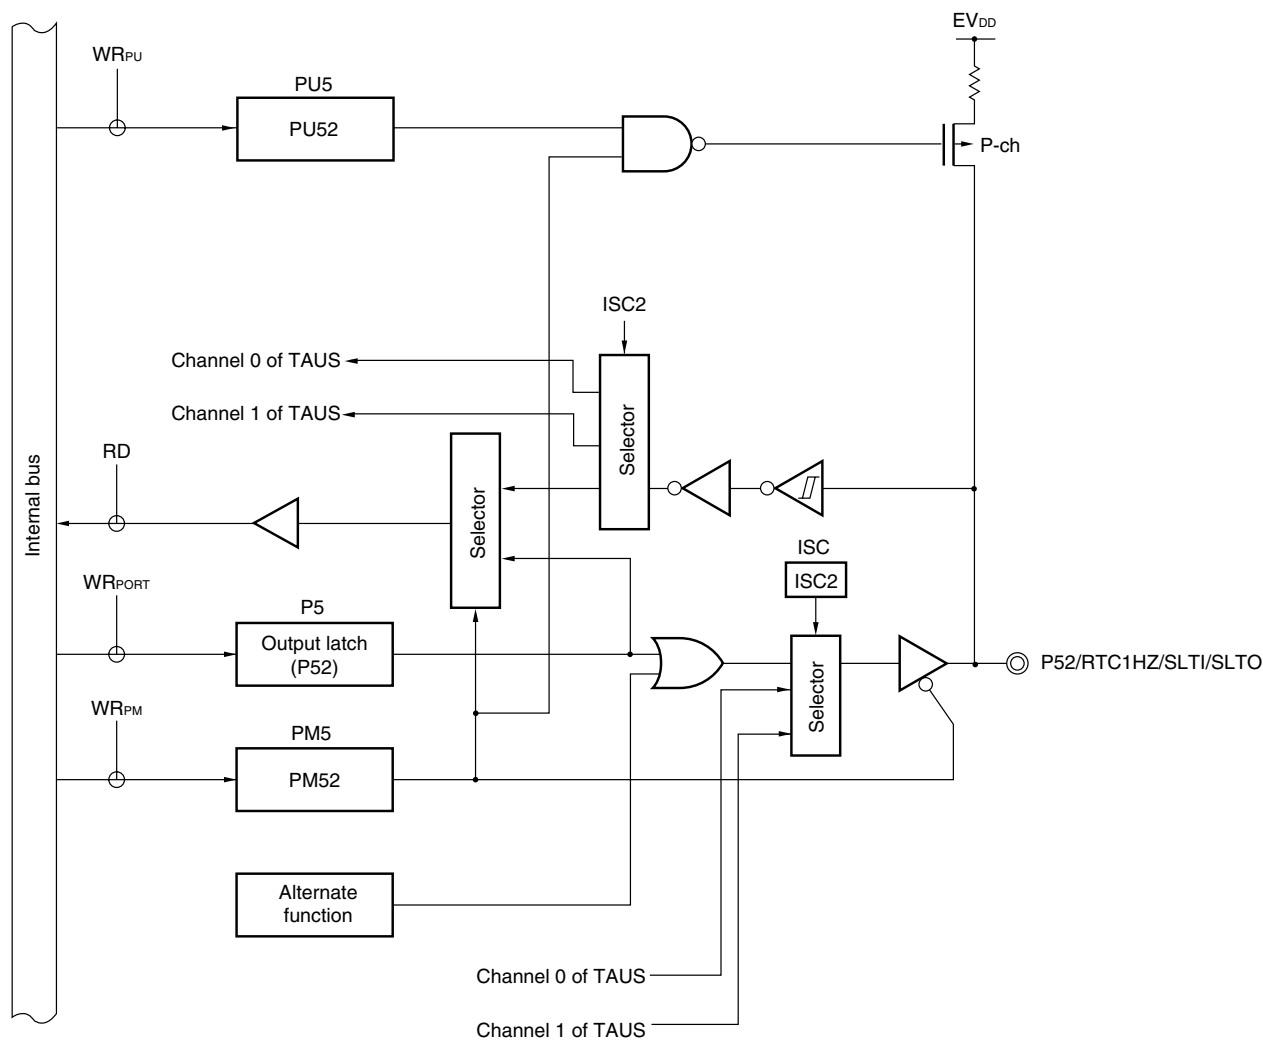 EVDD
WRPU
PU5
PU52
P-ch
ISC2
Channel 0 of TAUS
Channel 1 of TAUS
Selector
RD
Internal bus
Selector
ISC
ISC2
WRPORT
P5
Output latch
(P52)
Selector
P52/RTC1HZ/SLTI/SLTO
WRPM
PM5
PM52
Alternate
function
Channel 0 of TAUS
Channel 1 of TAUS